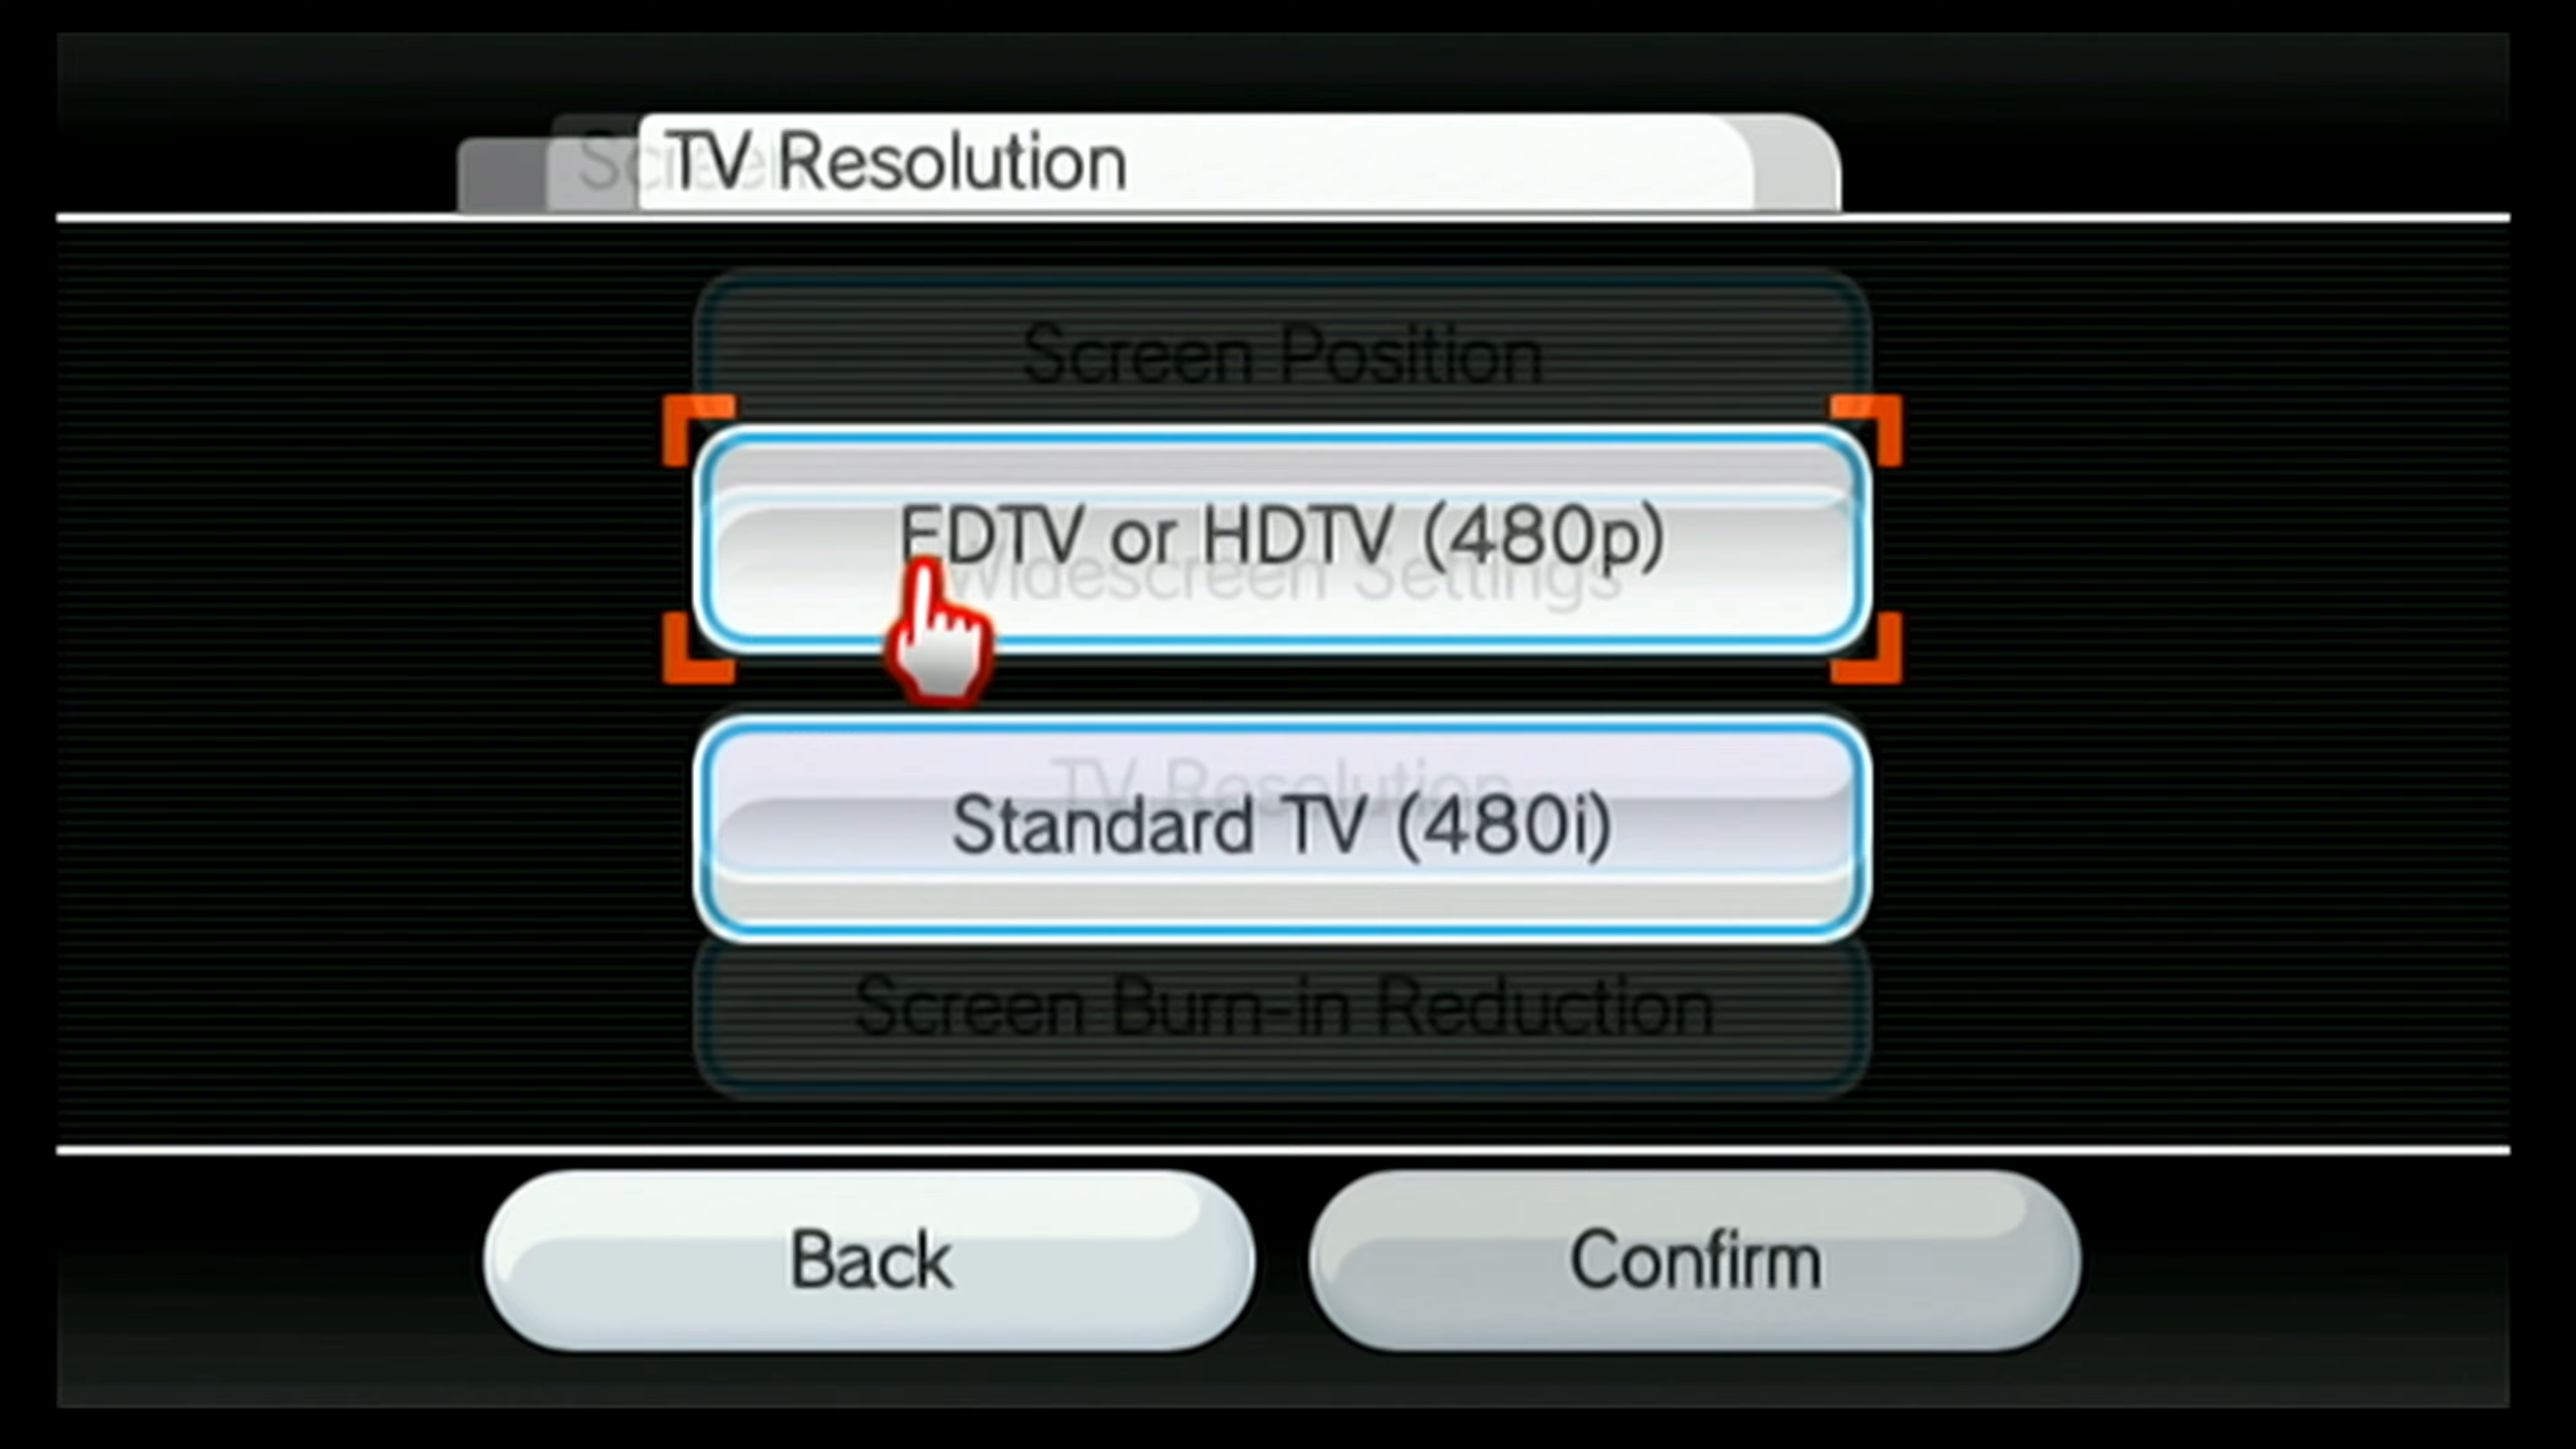 Screen
TV Resolution
Screen Position
EDTV or HDTV (480p)
Widescreen Settings
TV Resolution
Standard TV (480i)
Screen Burn-in Reduction
Back
Confirm